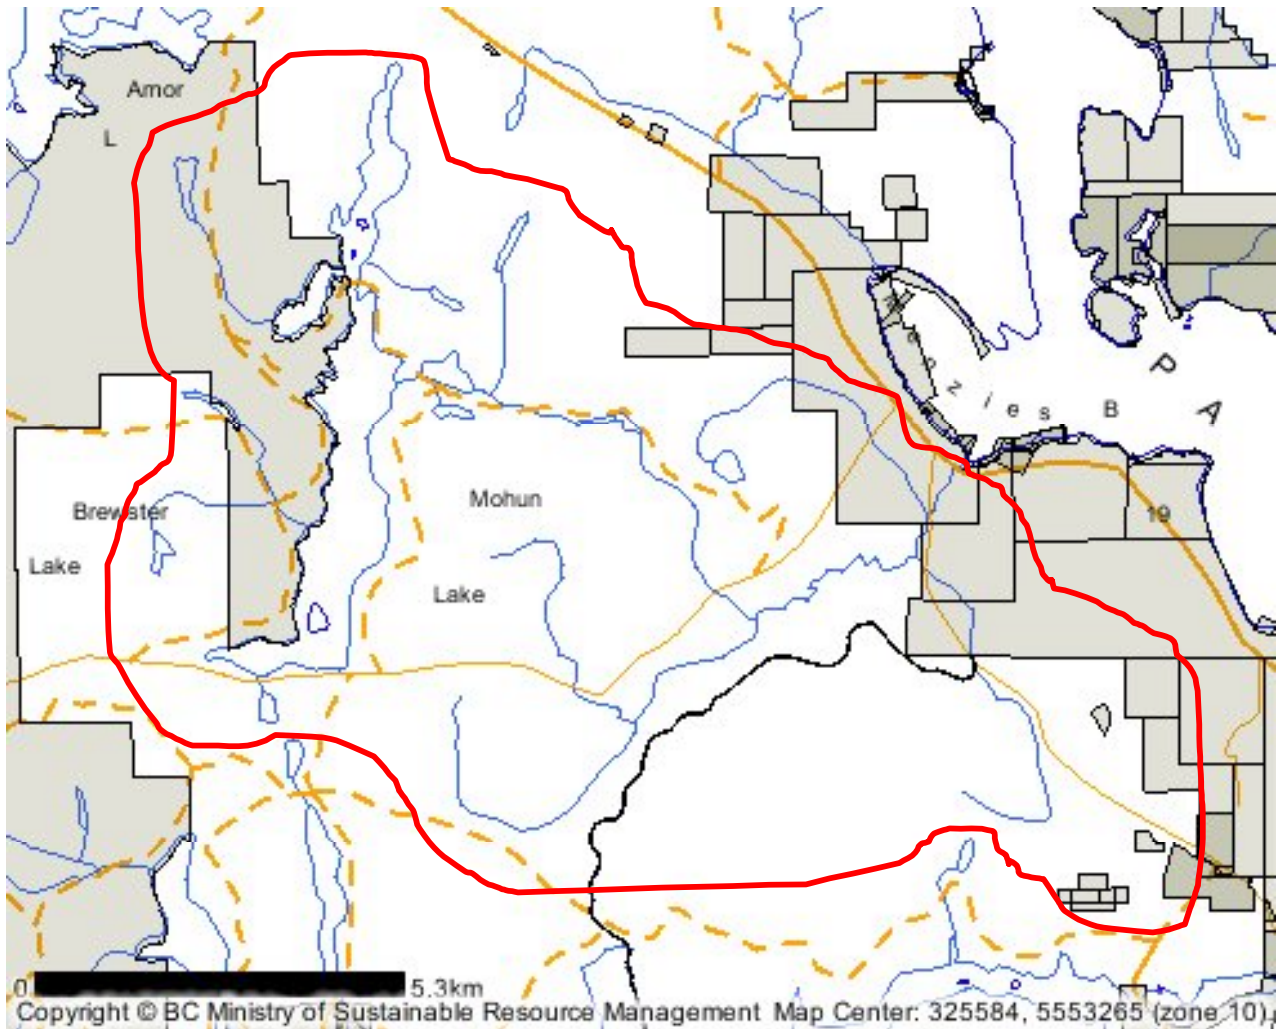 Amor
L
P
A
Menzies B
Mohun
Brewster
19
Lake
Lake
0 5.3km
Copyright © BC Ministry of Sustainable Resource Management Map Center: 325584, 5553265 (zone 10)